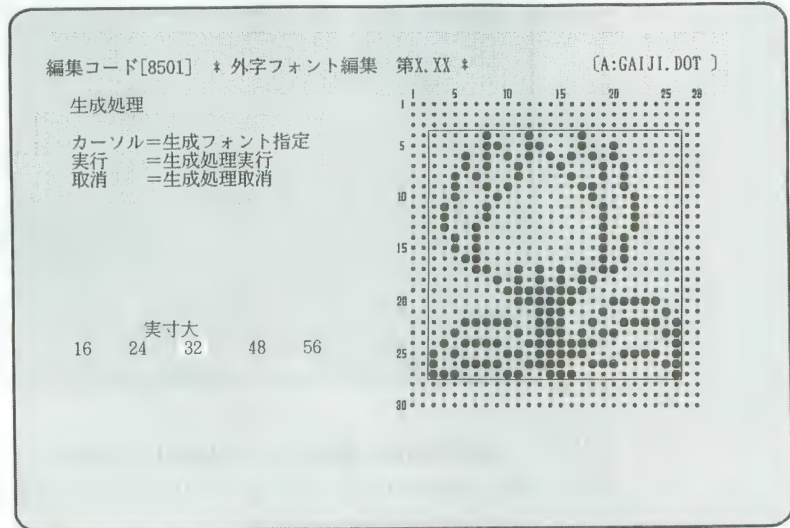 編集コード[8501] * 外字フォント編集 第X.XX * 〔A:GAIJI.DOT 〕
生成処理
カーソル＝生成フォント指定
実行 ＝生成処理実行
取消 ＝生成処理取消
1 5 10 15 20 25 28
1
5
10
15
20
25
30
実寸大
16 24 32 48 56